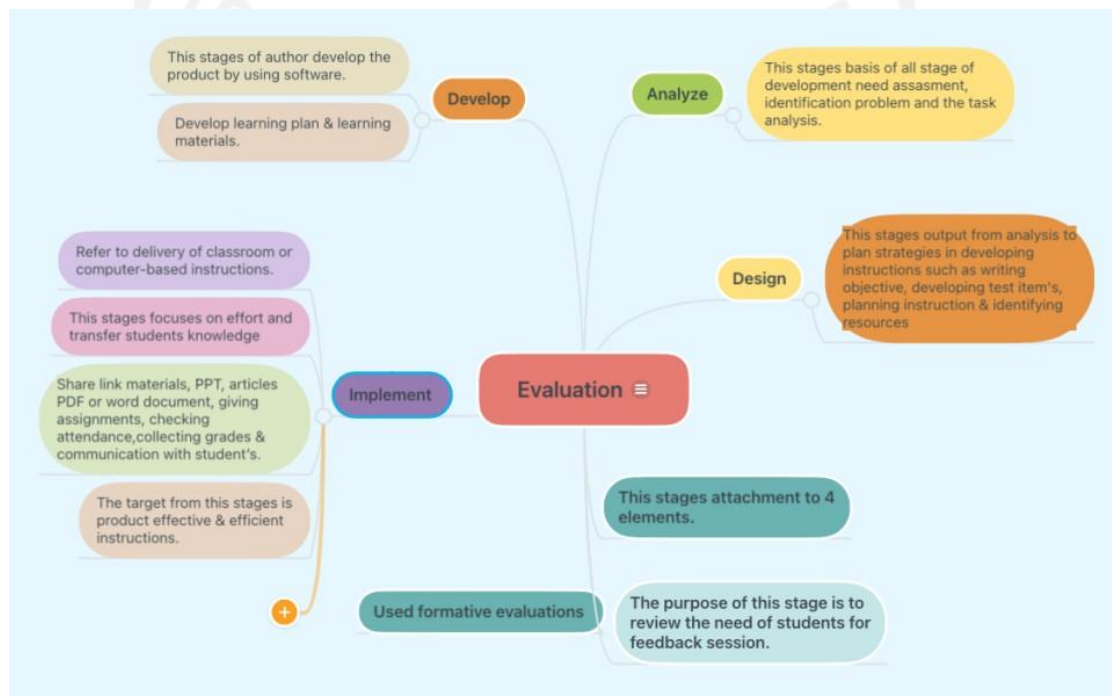 This stages of author develop the
product by using software.
Develop
Develop learning plan & learning
materials.
Analyze
This stages basis of all stage of
development need assasment,
identification problem and the task
analysis.
Design
This stages output from analysis to
plan strategies in developing
instructions such as writing
objective, developing test item's,
planning instruction & identifying
resources
Evaluation
Implement
Refer to delivery of classroom or
computer-based instructions.
This stages focuses on effort and
transfer students knowledge
Share link materials, PPT, articles
PDF or word document, giving
assignments, checking
attendance,collecting grades &
communication with student's.
The target from this stages is
product effective & efficient
instructions.
This stages attachment to 4
elements.
Used formative evaluations
The purpose of this stage is to
review the need of students for
feedback session.